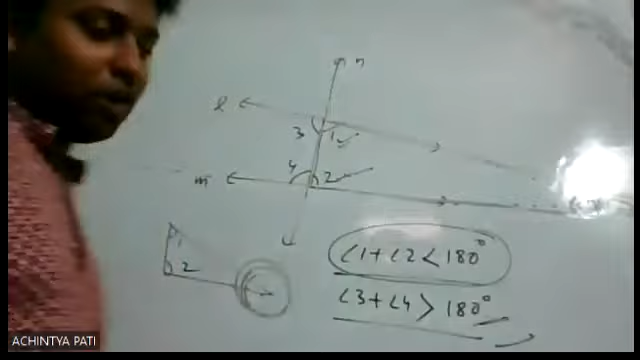 n
l
3 1
4 2
m
1
2
∠1+∠2<180°
∠3+∠4>180°
ACHINTYA PATI